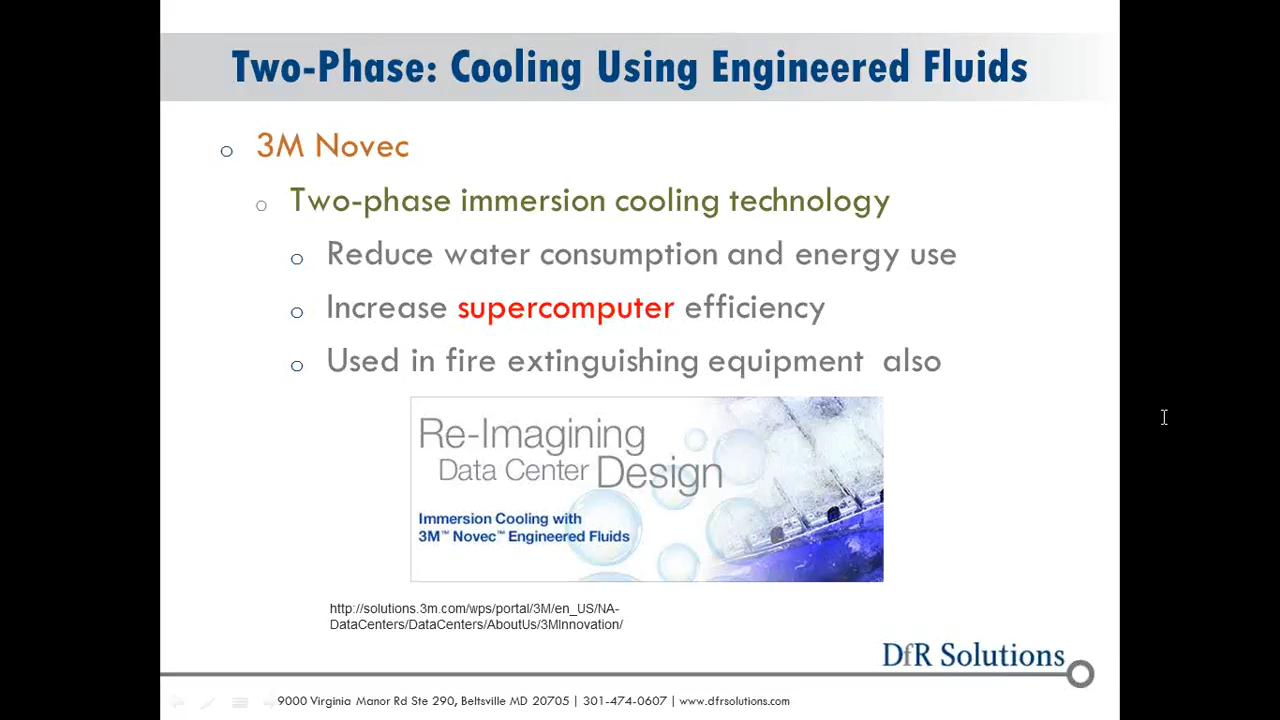 Two-Phase: Cooling Using Engineered Fluids
3M Novec
Two-phase immersion cooling technology
Reduce water consumption and energy use
Increase supercomputer efficiency
Used in fire extinguishing equipment also
Re-Imagining
Data Center Design
Immersion Cooling with
3M™ Novec™ Engineered Fluids
http://solutions.3m.com/wps/portal/3M/en_US/NA-
DataCenters/DataCenters/AboutUs/3MInnovation/
DfR Solutions
9000 Virginia Manor Rd Ste 290, Beltsville MD 20705 | 301-474-0607 | www.dfrsolutions.com